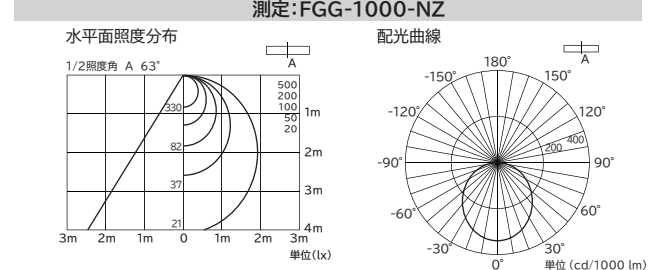 測定:FGG-1000-NZ
水平面照度分布
A
1/2照度角 A 63°
500
200
100
50
20
330
82
37
21
1m
2m
3m
4m
3m 2m 1m 0 1m 2m 3m
単位(lx)
配光曲線
A
180°
-150° 150°
-120° 120°
200 400
-90° 90°
-60° 60°
-30° 30°
0°
単位(cd/1000 lm)